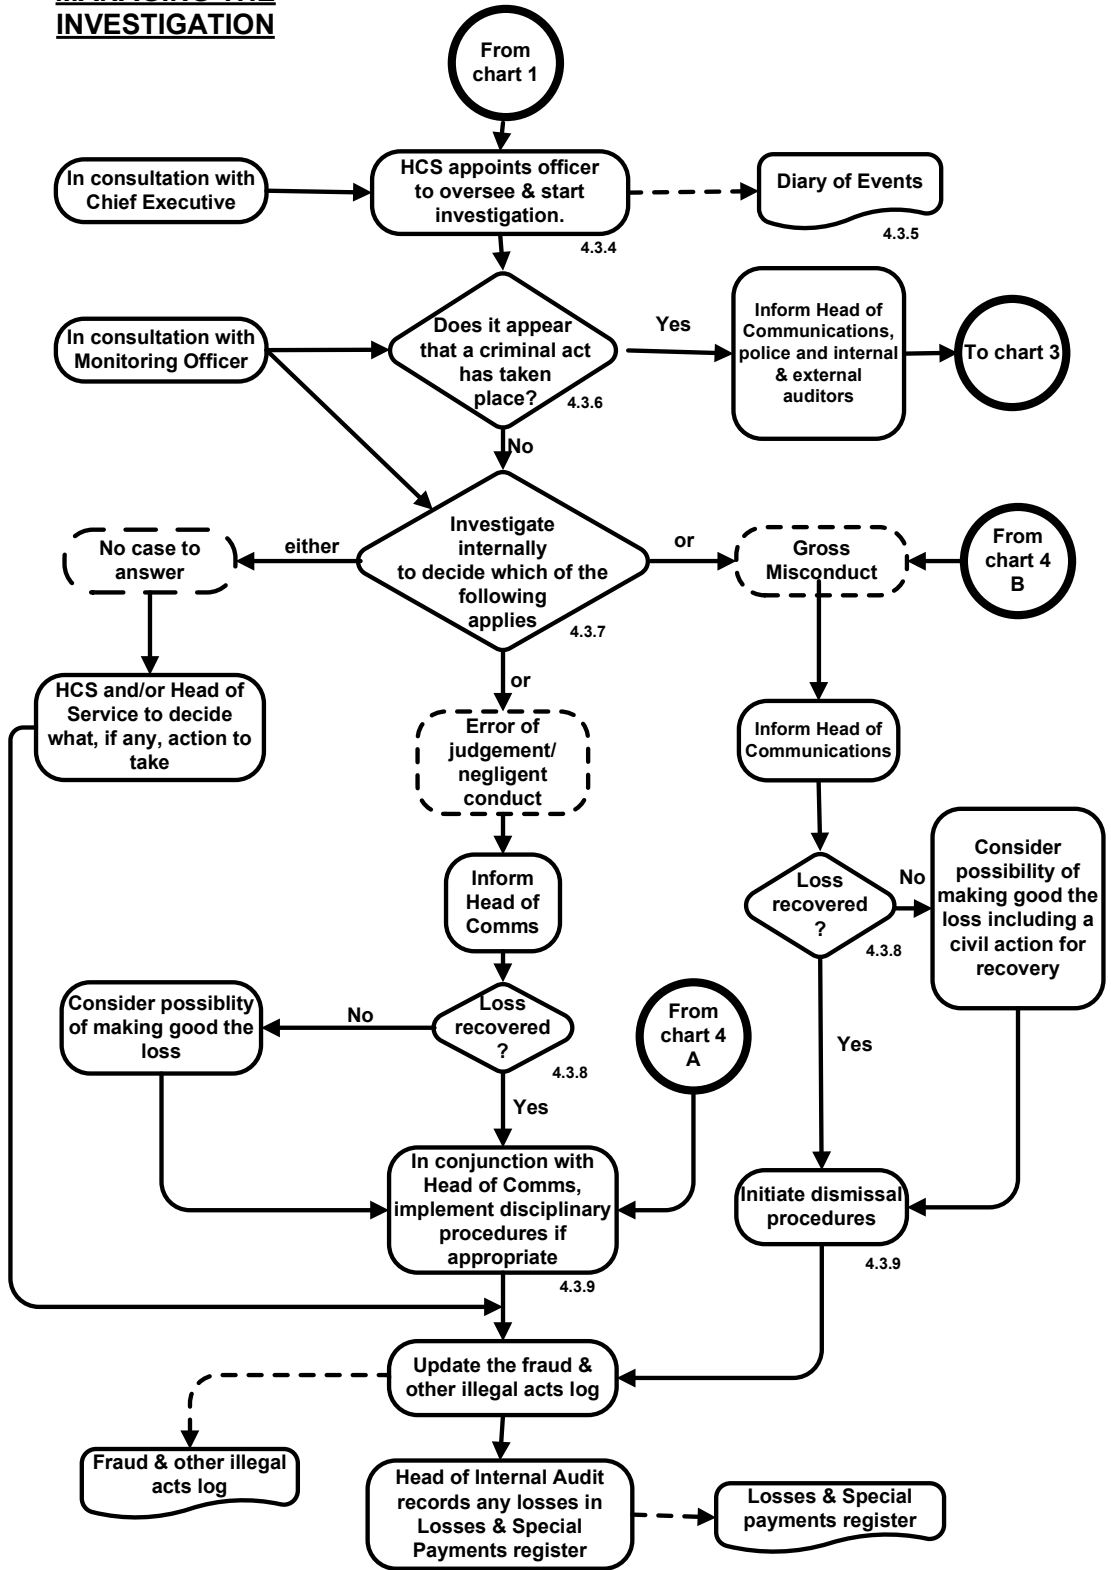 INVESTIGATION
From
chart 1
In consultation with
Chief Executive
HCS appoints officer
to oversee & start
investigation.
4.3.4
Diary of Events
4.3.5
In consultation with
Monitoring Officer
Does it appear
that a criminal act
has taken
place?
4.3.6
Yes
Inform Head of
Communications,
police and internal
& external
auditors
To chart 3
No
Investigate
internally
to decide which of the
following
applies
4.3.7
either
No case to
answer
or
Gross
Misconduct
From
chart 4
B
HCS and/or Head of
Service to decide
what, if any, action to
take
or
Error of
judgement/
negligent
conduct
Inform Head of
Communications
Inform
Head of
Comms
Loss
recovered
?
4.3.8
No
Consider
possibility of
making good the
loss including a
civil action for
recovery
Consider possiblity
of making good the
loss
No
Loss
recovered
?
4.3.8
From
chart 4
A
Yes
Yes
In conjunction with
Head of Comms,
implement disciplinary
procedures if
appropriate
4.3.9
Initiate dismissal
procedures
4.3.9
Update the fraud &
other illegal acts log
Fraud & other illegal
acts log
Head of Internal Audit
records any losses in
Losses & Special
Payments register
Losses & Special
payments register